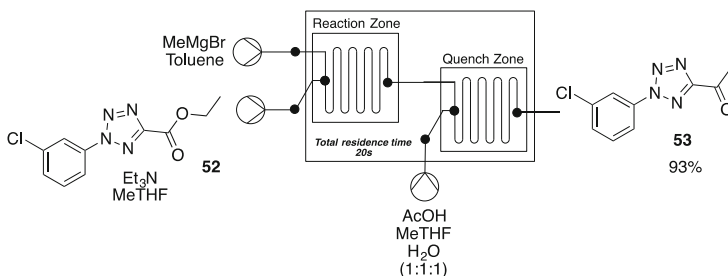 MeMgBr
Toluene
Reaction Zone
Quench Zone
Total residence time
20s
Cl
N N N N
O O
52
Et3N
MeTHF
AcOH
MeTHF
H2O
(1:1:1)
Cl
N N N N
O
53
93%